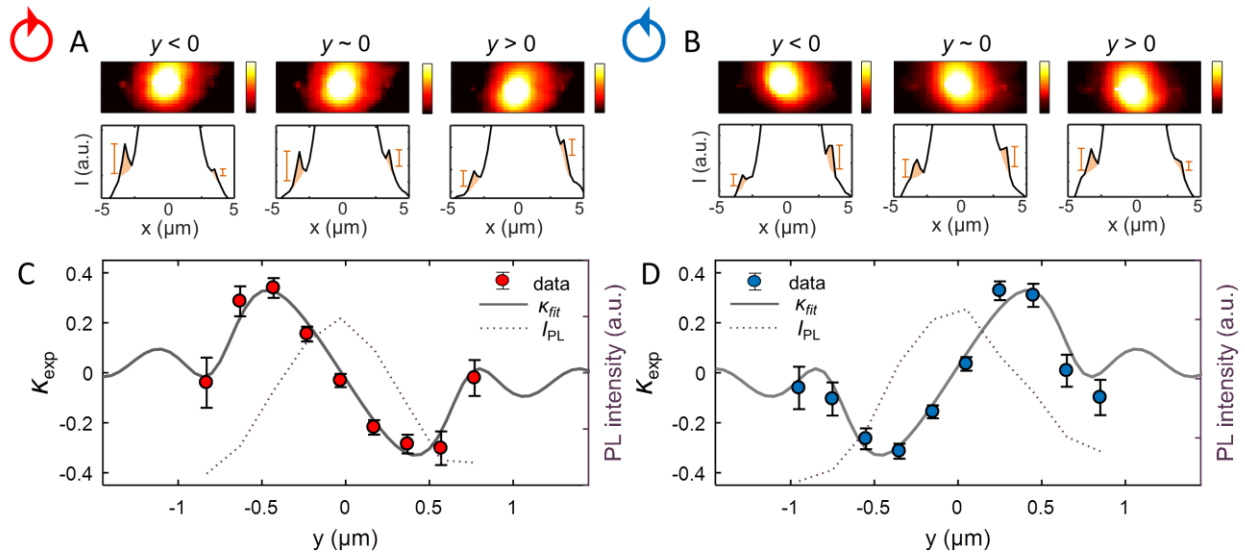 A
y < 0
y ~ 0
y > 0
I (a.u.)
-5 0 5
-5 0 5
-5 0 5
x (µm)
x (µm)
x (µm)
B
y < 0
y ~ 0
y > 0
I (a.u.)
-5 0 5
-5 0 5
-5 0 5
x (µm)
x (µm)
x (µm)
C
0.4
0.2
0
-0.2
-0.4
κexp
data
κfit
IPL
PL intensity (a.u.)
-1 -0.5 0 0.5 1
y (µm)
D
0.4
0.2
0
-0.2
-0.4
κexp
data
κfit
IPL
PL intensity (a.u.)
-1 -0.5 0 0.5 1
y (µm)